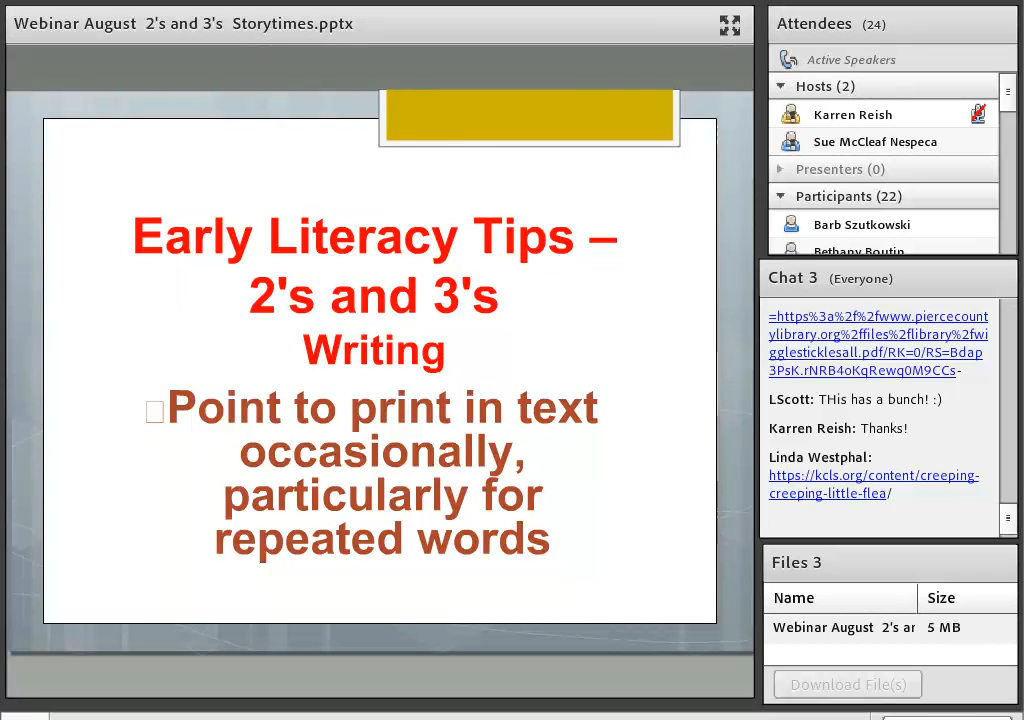 Webinar August 2's and 3's Storytimes.pptx
Early Literacy Tips –
2's and 3's
Writing
Point to print in text
occasionally,
particularly for
repeated words
Attendees (24)
Active Speakers
Hosts (2)
Karren Reish
Sue McCleaf Nespeca
Presenters (0)
Participants (22)
Barb Szutkowski
Bethany Boutin
Chat 3 (Everyone)
=https%3a%2f%2fwww.piercecount
ylibrary.org%2ffiles%2flibrary%2fwi
gglesticklesall.pdf/RK=0/RS=Bdap
3PsK.rNRB4oKqRewq0M9CCs-
LScott: THis has a bunch! :)
Karren Reish: Thanks!
Linda Westphal:
https://kcls.org/content/creeping-
creeping-little-flea/
Files 3
Name Size
Webinar August 2's ar 5 MB
Download File(s)